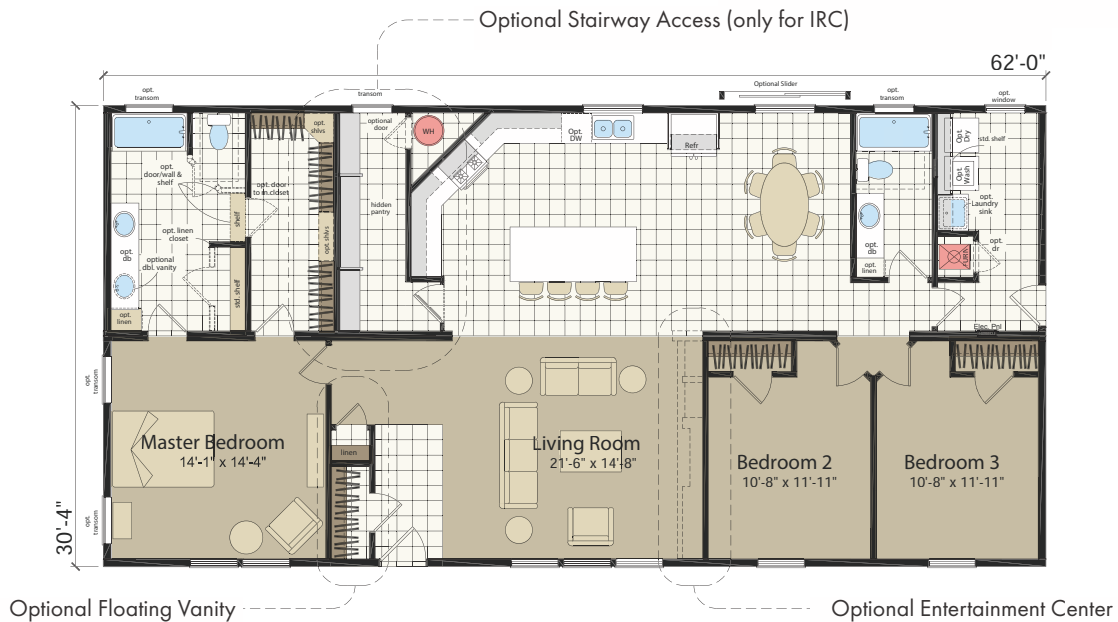 Optional Stairway Access (only for IRC)
62'-0"
opt.
transom
transom
Optional Slider
opt.
transom
opt.
window
optional
door
WH
opt.
shlvs
Opt.
DW
Refr
Opt.
Dry
std. shelf
Opt.
Wash
opt.
door/wall &
shelf
opt. door
to m.closet
hidden
pantry
shelf
opt. shlvs
opt.
Laundry
sink
opt. linen
closet
opt.
db
optional
dbl. vanity
std. shelf
opt.
linen
opt.
db
opt.
linen
FURN
opt.
dr
Elec. Pnl
opt.
transom
Master Bedroom
14'-1" x 14'-4"
linen
Living Room
21'-6" x 14'-8"
Bedroom 2
10'-8" x 11'-11"
Bedroom 3
10'-8" x 11'-11"
opt.
transom
30'-4"
Optional Floating Vanity
Optional Entertainment Center